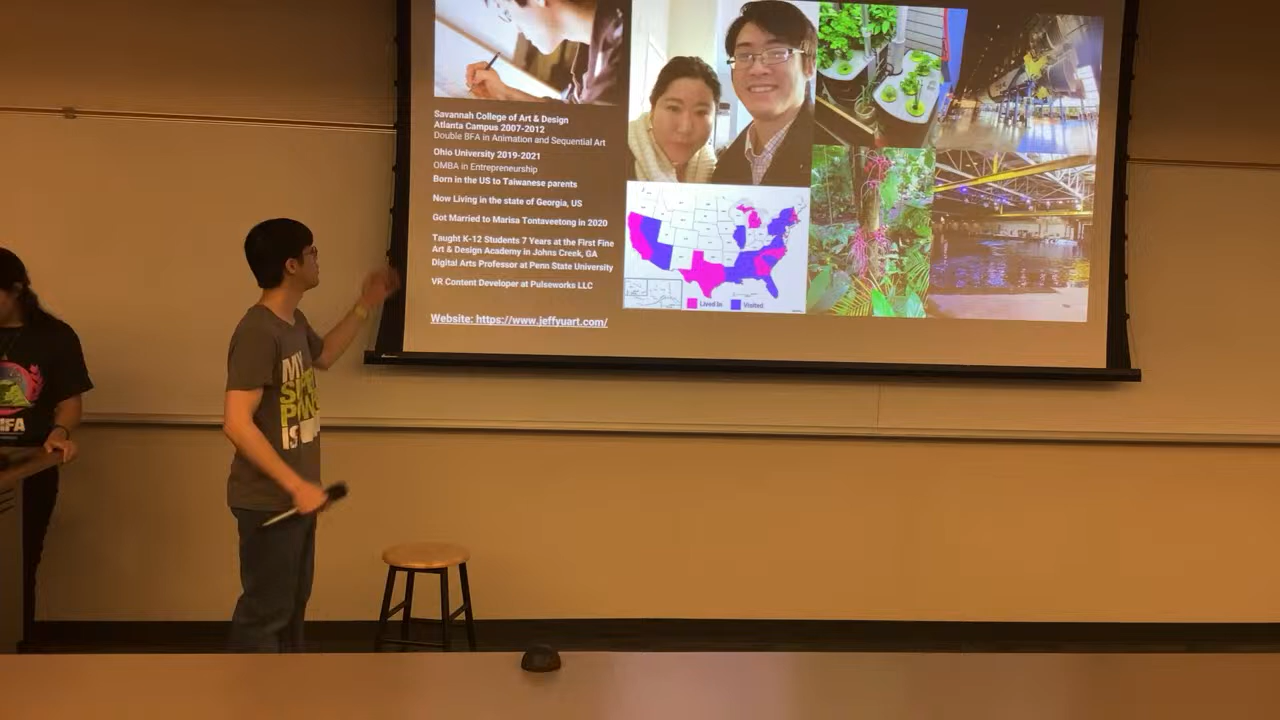 Savannah College of Art & Design
Atlanta Campus 2007-2012
Double BFA in Animation and Sequential Art
Ohio University 2019-2021
OMBA in Entrepreneurship
Born in the US to Taiwanese parents
Now Living in the state of Georgia, US
Got Married to Marisa Tontaveetong in 2020
Taught K-12 Students 7 Years at the First Fine
Art & Design Academy in Johns Creek, GA
Digital Arts Professor at Penn State University
VR Content Developer at Pulseworks LLC
Website: https://www.jeffyuart.com/
Lived In
Visited
MY
IS